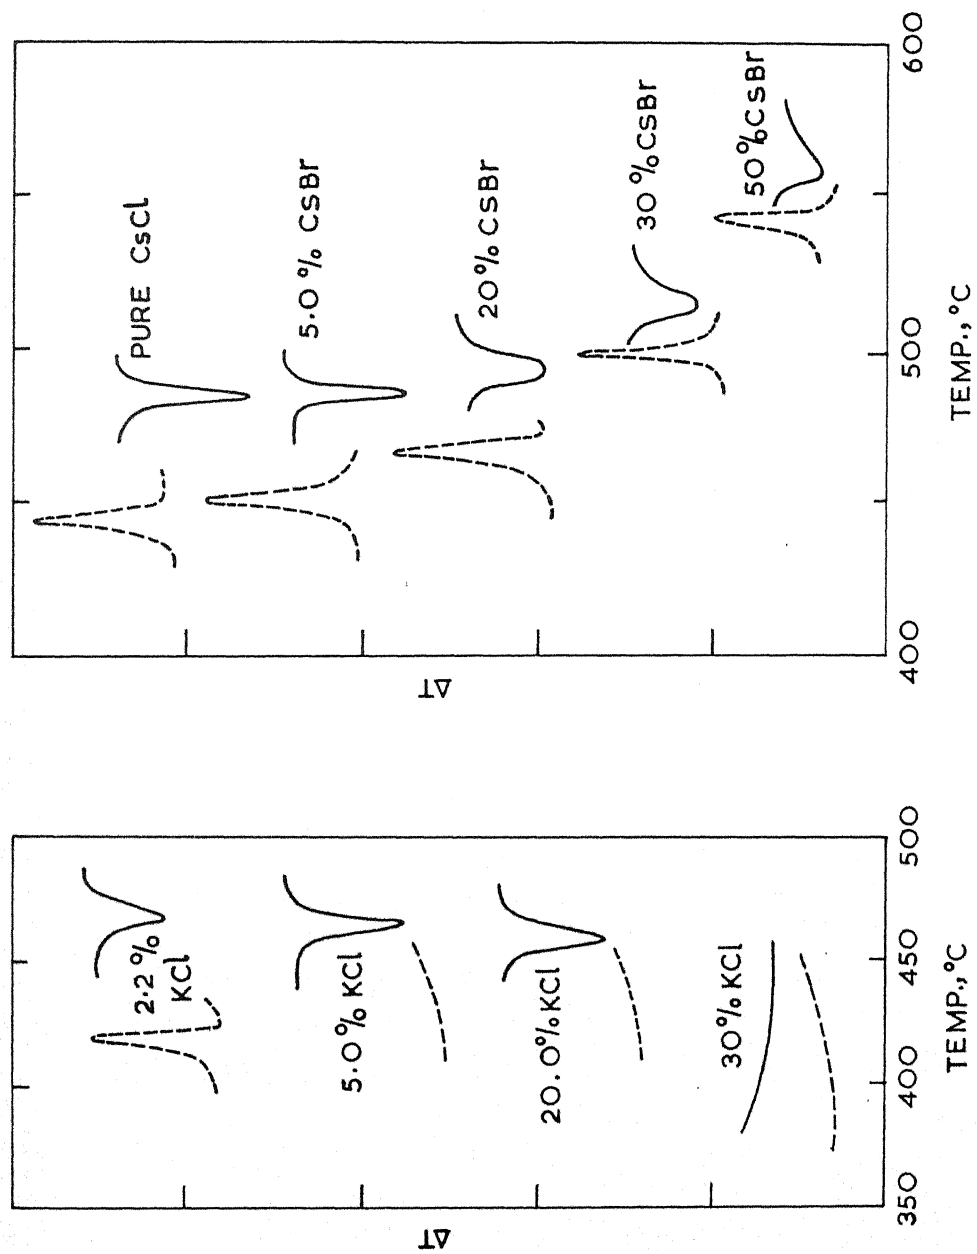 ΔT
2.2%
KCl
5.0% KCl
20.0% KCl
30% KCl
350
400
450
500
TEMP., °C
ΔT
PURE CsCl
5.0% CsBr
20% CsBr
30% CsBr
50% CsBr
400
500
600
TEMP., °C